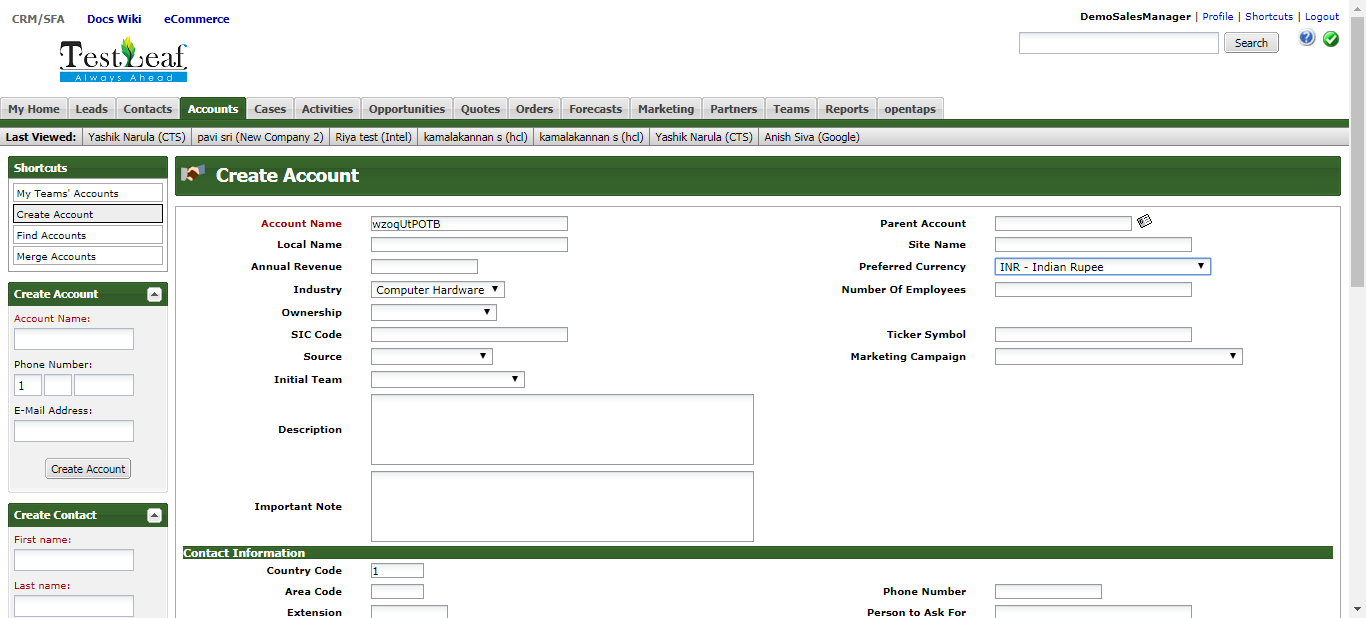 CRM/SFA Docs Wiki eCommerce
DemoSalesManager | Profile | Shortcuts | Logout
TestLeaf
Always Ahead
Search
My Home Leads Contacts Accounts Cases Activities Opportunities Quotes Orders Forecasts Marketing Partners Teams Reports opentaps
Last Viewed: Yashik Narula (CTS) pavi sri (New Company 2) Riya test (Intel) kamalakannan s (hcl) kamalakannan s (hcl) Yashik Narula (CTS) Anish Siva (Google)
Shortcuts
My Teams' Accounts
Create Account
Find Accounts
Merge Accounts
Create Account
Account Name:
Phone Number:
1
E-Mail Address:
Create Account
Create Contact
First name:
Last name:
Create Account
Account Name wzoqUtPOTB Parent Account
Local Name Site Name
Annual Revenue Preferred Currency INR - Indian Rupee
Industry Computer Hardware Number Of Employees
Ownership
SIC Code Ticker Symbol
Source Marketing Campaign
Initial Team
Description
Important Note
Contact Information
Country Code 1
Area Code Phone Number
Extension Person to Ask For